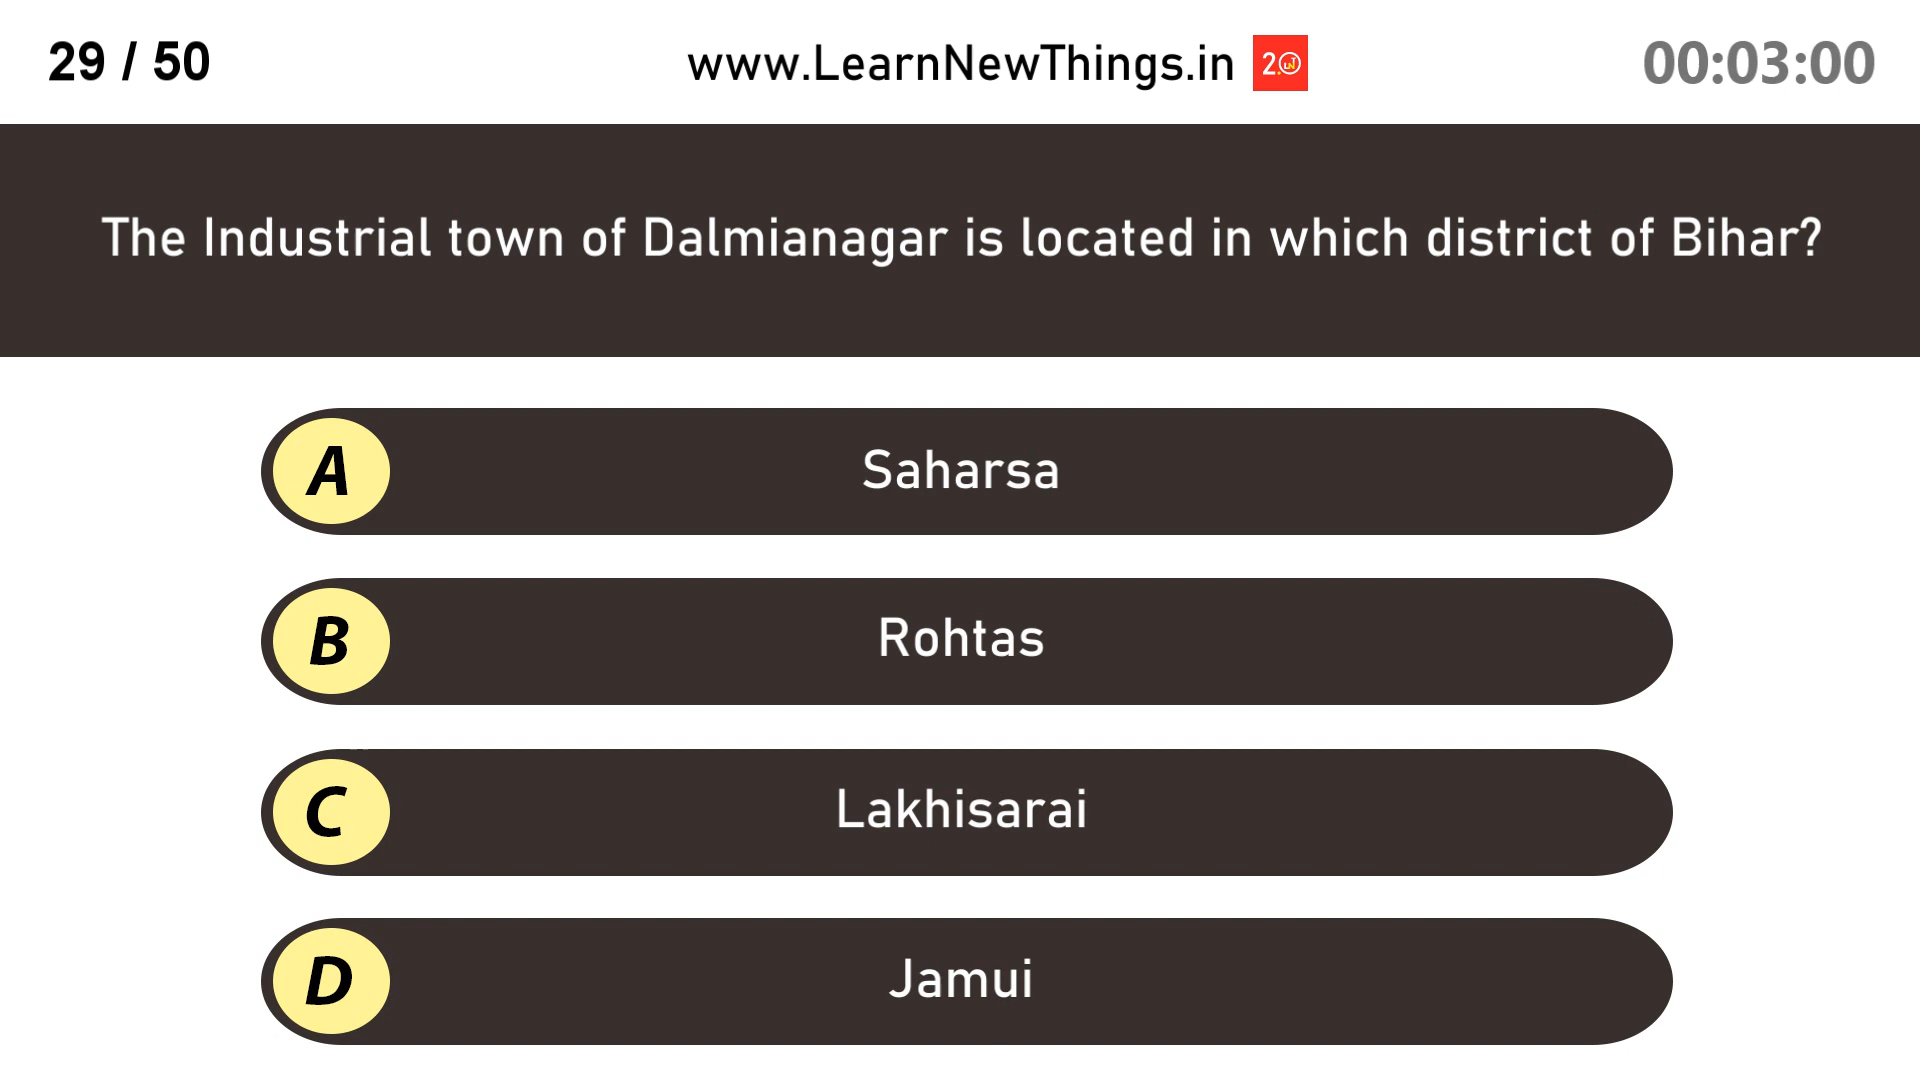 29 / 50
www.LearnNewThings.in
00:03:00
The Industrial town of Dalmianagar is located in which district of Bihar?
A Saharsa
B Rohtas
C Lakhisarai
D Jamui